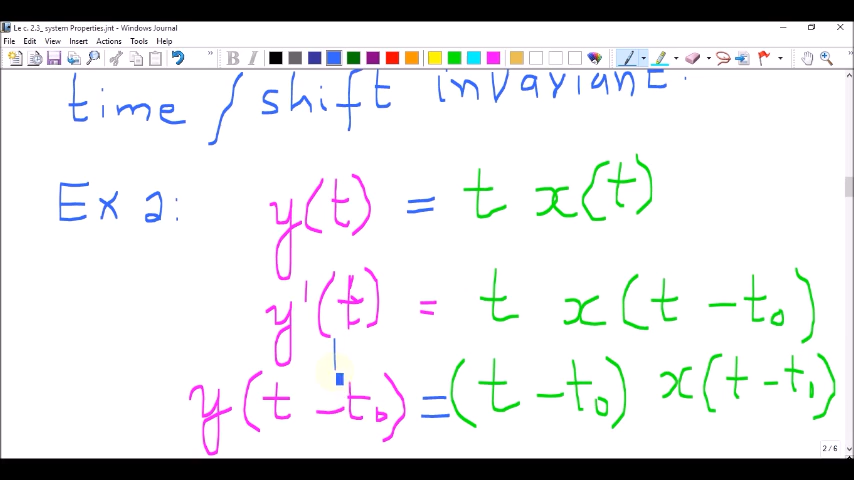 Le c. 2.3_ system Properties.jnt - Windows Journal
File Edit View Insert Actions Tools Help
B I
time / shift invariant.
Ex 2: y(t) = t x(t)
y'(t) = t x(t - t0)
y(t - t0) = (t - t0) x(t - t0)
2 / 6